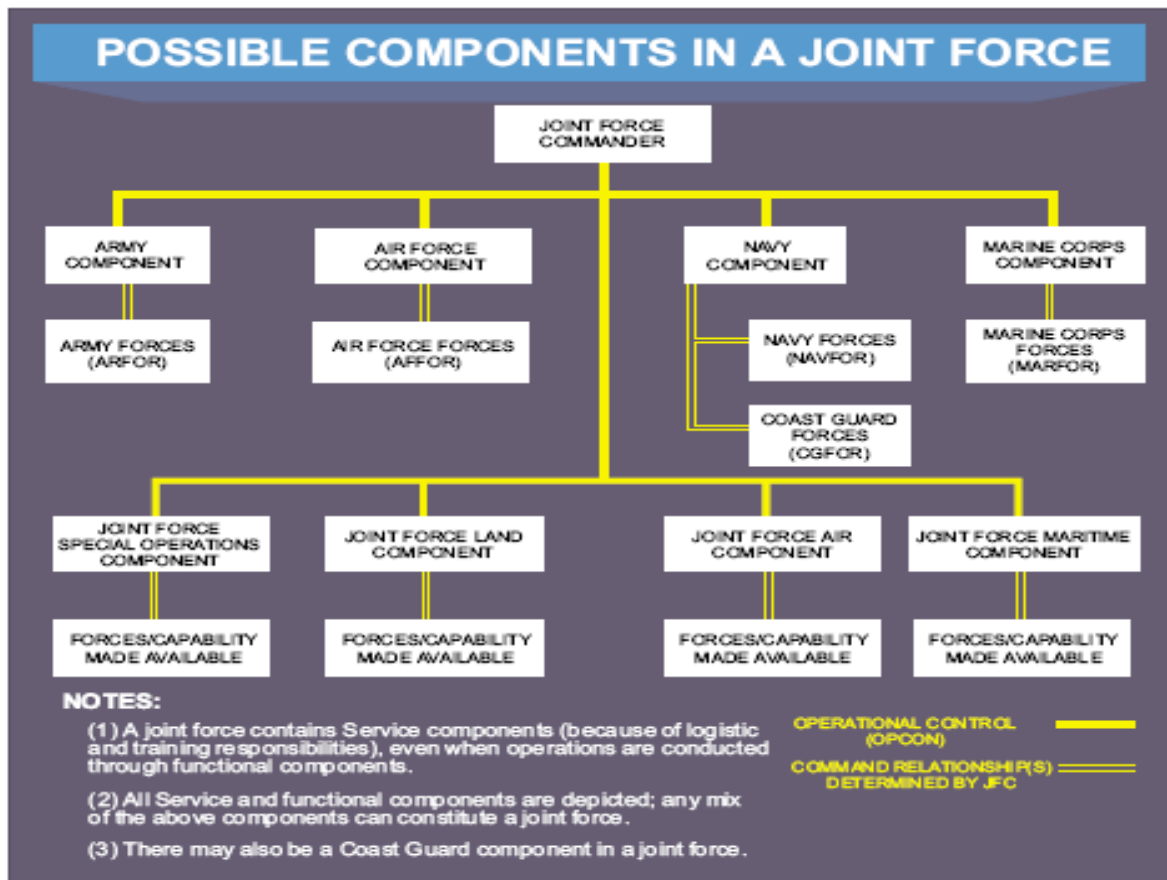 POSSIBLE COMPONENTS IN A JOINT FORCE
JOINT FORCE
COMMANDER
ARMY
COMPONENT
AIR FORCE
COMPONENT
NAVY
COMPONENT
MARINE CORPS
COMPONENT
ARMY FORCES
(ARFOR)
AIR FORCE FORCES
(AFFOR)
NAVY FORCES
(NAVFOR)
MARINE CORPS
FORCES
(MARFOR)
COAST GUARD
FORCES
(CGFOR)
JOINT FORCE
SPECIAL OPERATIONS
COMPONENT
JOINT FORCE LAND
COMPONENT
JOINT FORCE AIR
COMPONENT
JOINT FORCE MARITIME
COMPONENT
FORCES/CAPABILITY
MADE AVAILABLE
FORCES/CAPABILITY
MADE AVAILABLE
FORCES/CAPABILITY
MADE AVAILABLE
FORCES/CAPABILITY
MADE AVAILABLE
NOTES:
(1) A joint force contains Service components (because of logistic
and training responsibilities), even when operations are conducted
through functional components.
(2) All Service and functional components are depicted; any mix
of the above components can constitute a joint force.
(3) There may also be a Coast Guard component in a joint force.
OPERATIONAL CONTROL
(OPCON)
COMMAND RELATIONSHIP(S)
DETERMINED BY JFC